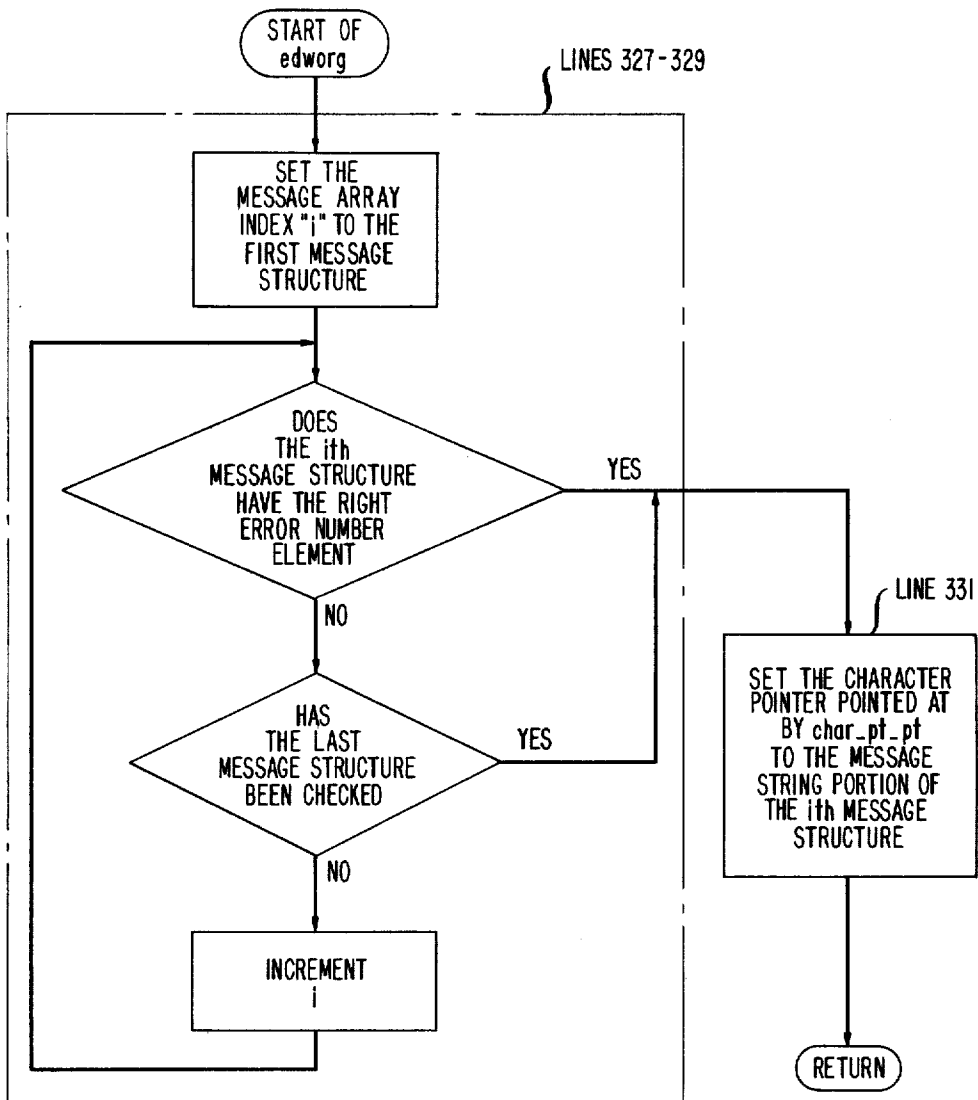 START OF
edworg
LINES 327-329
SET THE
MESSAGE ARRAY
INDEX "i" TO THE
FIRST MESSAGE
STRUCTURE
DOES
THE ith
MESSAGE STRUCTURE
HAVE THE RIGHT
ERROR NUMBER
ELEMENT
YES
NO
LINE 331
SET THE CHARACTER
POINTER POINTED AT
BY char_pt_pt
TO THE MESSAGE
STRING PORTION OF
THE ith MESSAGE
STRUCTURE
HAS
THE LAST
MESSAGE STRUCTURE
BEEN CHECKED
YES
NO
INCREMENT
i
RETURN